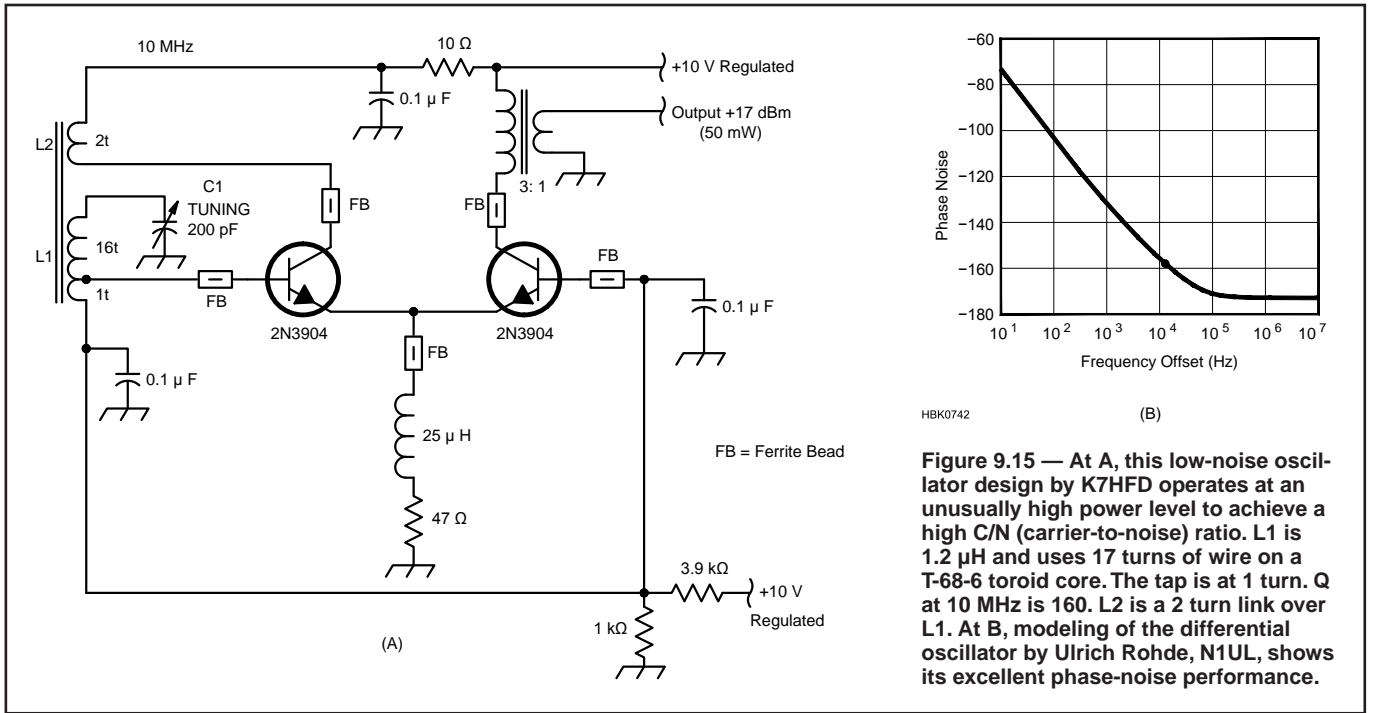 10 MHz
10 Ω
+10 V Regulated
0.1 µ F
Output +17 dBm
(50 mW)
L2
2t
3: 1
C1
TUNING
200 pF
FB
FB
L1
16t
1t
FB
FB
2N3904
2N3904
0.1 µ F
FB
0.1 µ F
25 µ H
FB = Ferrite Bead
47 Ω
3.9 kΩ
+10 V
Regulated
1 kΩ
(A)
−60
−80
−100
−120
−140
−160
−180
Phase Noise
10 1 10 2 10 3 10 4 10 5 10 6 10 7
Frequency Offset (Hz)
HBK0742
(B)
Figure 9.15 — At A, this low-noise oscil-
lator design by K7HFD operates at an
unusually high power level to achieve a
high C/N (carrier-to-noise) ratio. L1 is
1.2 µH and uses 17 turns of wire on a
T-68-6 toroid core. The tap is at 1 turn. Q
at 10 MHz is 160. L2 is a 2 turn link over
L1. At B, modeling of the differential
oscillator by Ulrich Rohde, N1UL, shows
its excellent phase-noise performance.